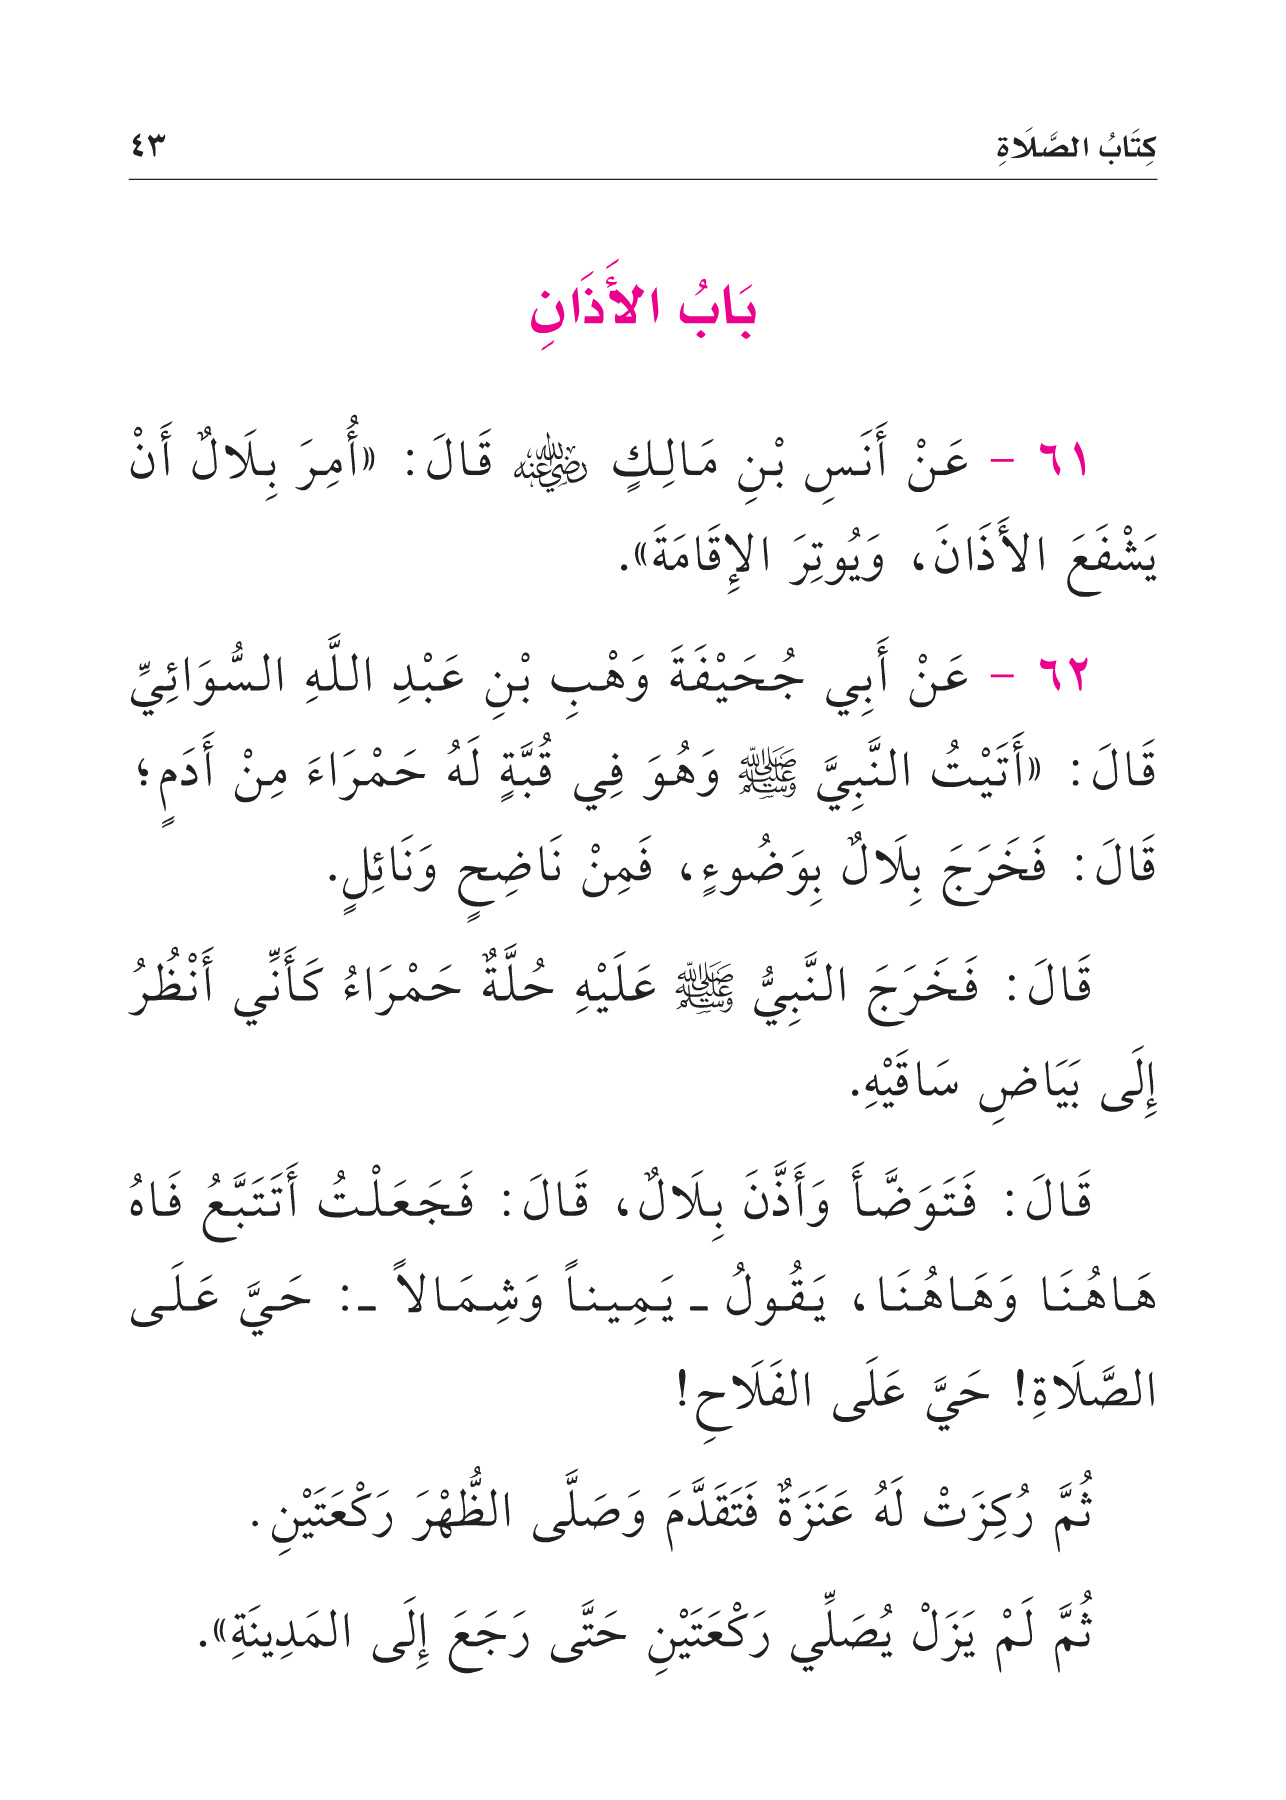 كِتَابُ الصَّلَاةِ ٤٣
بَابُ الأَذَانِ
٦١ - عَنْ أَنَسِ بْنِ مَالِكٍ رضي الله عنه قَالَ: «أُمِرَ بِلَالٌ أَنْ
يَشْفَعَ الأَذَانَ، وَيُوتِرَ الإِقَامَةَ».
٦٢ - عَنْ أَبِي جُحَيْفَةَ وَهْبِ بْنِ عَبْدِ اللَّهِ السُّوَائِيِّ
قَالَ: «أَتَيْتُ النَّبِيَّ ﷺ وَهُوَ فِي قُبَّةٍ لَهُ حَمْرَاءَ مِنْ أَدَمٍ؛
قَالَ: فَخَرَجَ بِلَالٌ بِوَضُوءٍ، فَمِنْ نَاضِحٍ وَنَائِلٍ.
قَالَ: فَخَرَجَ النَّبِيُّ ﷺ عَلَيْهِ حُلَّةٌ حَمْرَاءُ كَأَنِّي أَنْظُرُ
إِلَى بَيَاضِ سَاقَيْهِ.
قَالَ: فَتَوَضَّأَ وَأَذَّنَ بِلَالٌ، قَالَ: فَجَعَلْتُ أَتَتَبَّعُ فَاهُ
هَاهُنَا وَهَاهُنَا، يَقُولُ ـ يَمِيناً وَشِمَالاً ـ: حَيَّ عَلَى
الصَّلَاةِ! حَيَّ عَلَى الفَلَاحِ!
ثُمَّ رُكِزَتْ لَهُ عَنَزَةٌ فَتَقَدَّمَ وَصَلَّى الظُّهْرَ رَكْعَتَيْنِ.
ثُمَّ لَمْ يَزَلْ يُصَلِّي رَكْعَتَيْنِ حَتَّى رَجَعَ إِلَى المَدِينَةِ».